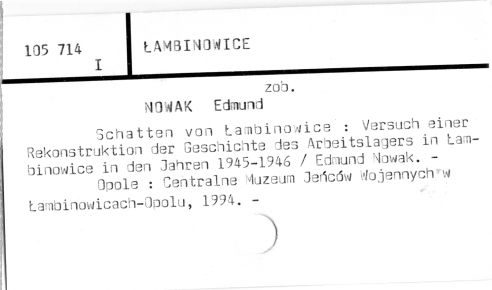 105 714
I
ŁAMBINOWICE
zob.
NOWAK Edmund
Schatten von Łambinowice : Versuch einer
Rekonstruktion der Geschichte des Arbeitslagers in Łam-
binowice in den Jahren 1945-1946 / Edmund Nowak. -
Opole : Centralne Muzeum Jeńców Wojennych w
Łambinowicach-Opolu, 1994. -